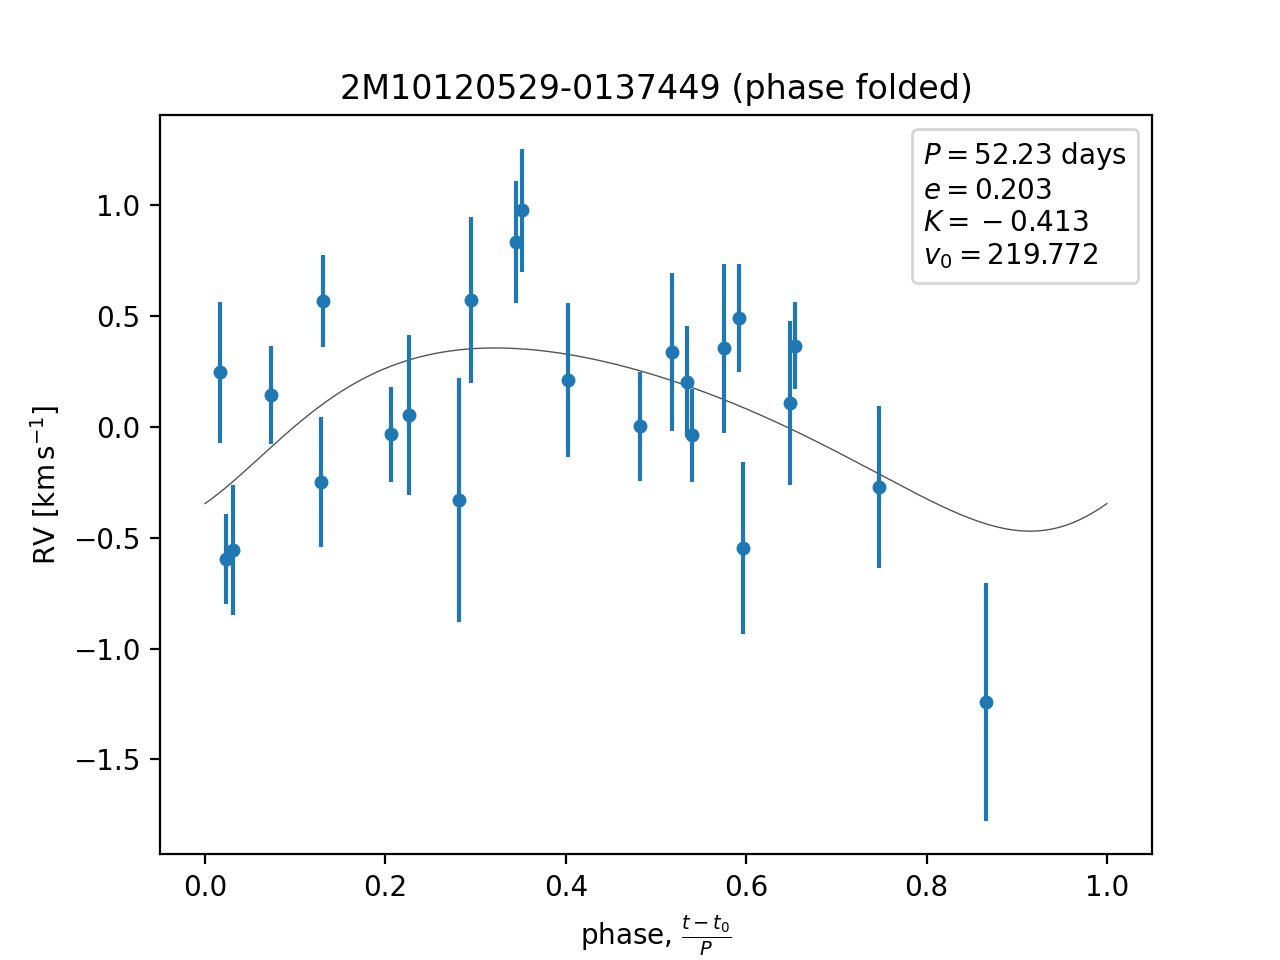 2M10120529-0137449 (phase folded)
P = 52.23 days
e = 0.203
K = −0.413
v₀ = 219.772
1.0
0.5
0.0
−0.5
−1.0
−1.5
RV [km s⁻¹]
0.0 0.2 0.4 0.6 0.8 1.0
phase, (t − t₀)/P